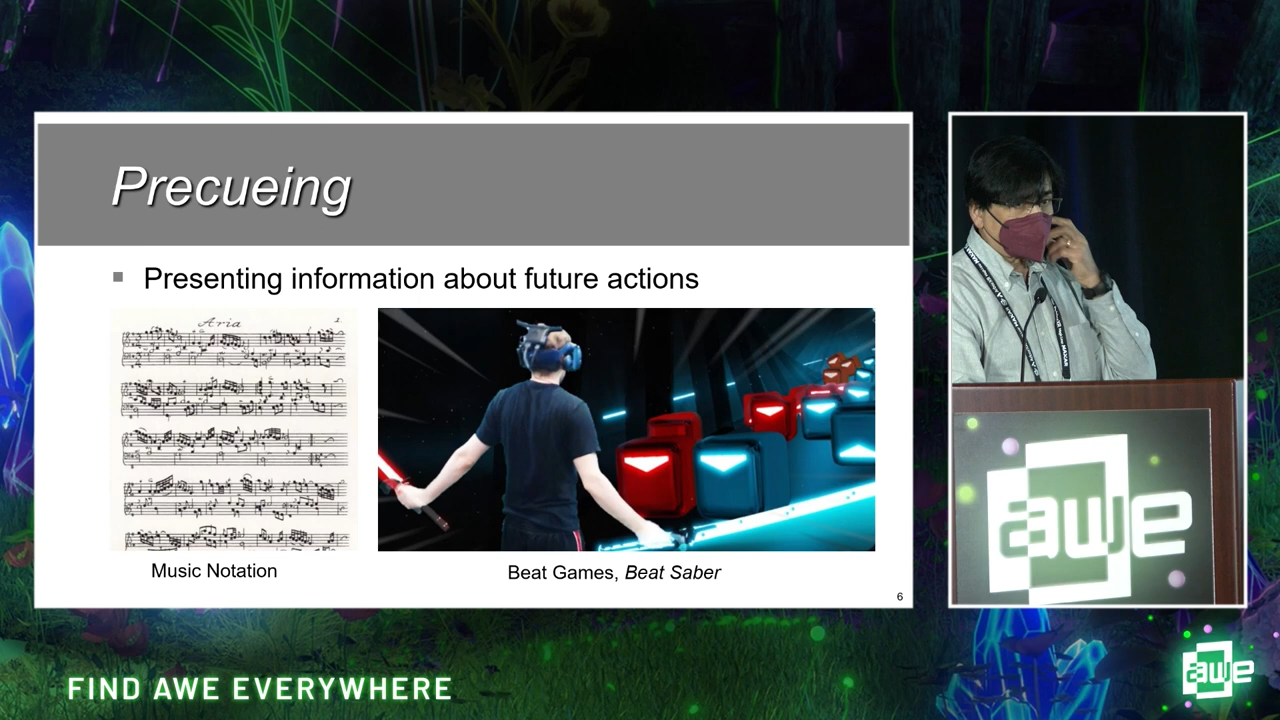 Precueing
Presenting information about future actions
Aria
2.
Music Notation
Beat Games, Beat Saber
6
awe
FIND AWE EVERYWHERE
awe